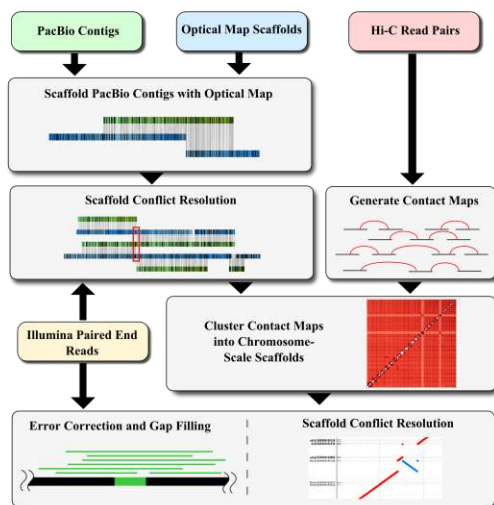 PacBio Contigs
Optical Map Scaffolds
Hi-C Read Pairs
Scaffold PacBio Contigs with Optical Map
Scaffold Conflict Resolution
Generate Contact Maps
Illumina Paired End
Reads
Cluster Contact Maps
into Chromosome-
Scale Scaffolds
Error Correction and Gap Filling
Scaffold Conflict Resolution